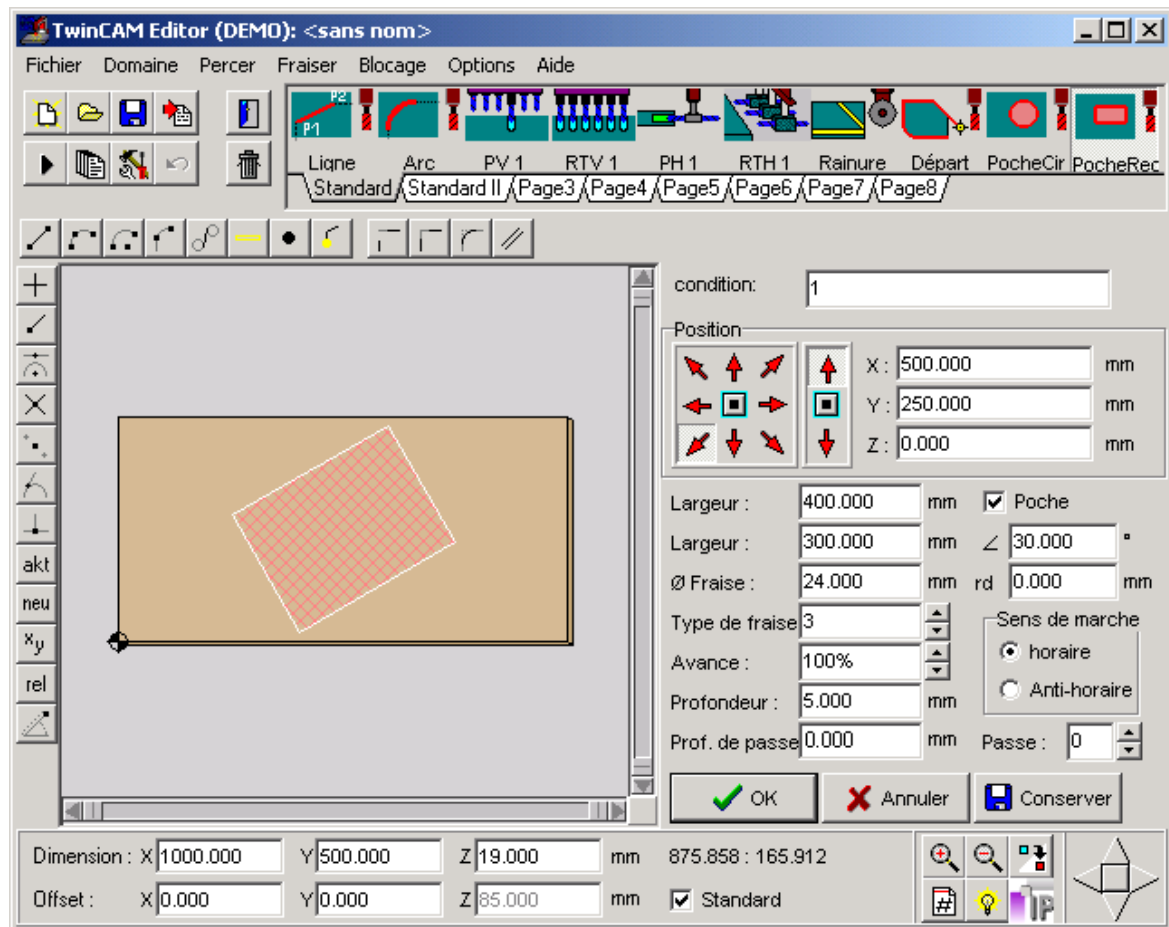 TwinCAM Editor (DEMO): <sans nom>
Fichier Domaine Percer Fraiser Blocage Options Aide
P1 P2
Ligne Arc PV 1 RTV 1 PH 1 RTH 1 Rainure Départ PocheCir PocheRec
Standard Standard II Page3 Page4 Page5 Page6 Page7 Page8
condition: 1
Position
X : 500.000 mm
Y : 250.000 mm
Z : 0.000 mm
Largeur : 400.000 mm Poche
Largeur : 300.000 mm ∠ 30.000 °
Ø Fraise : 24.000 mm rd 0.000 mm
Type de fraise 3 Sens de marche
horaire
Avance : 100%
Anti-horaire
Profondeur : 5.000 mm
Prof. de passe 0.000 mm Passe : 0
akt
neu
xy
rel
OK Annuler Conserver
Dimension : X 1000.000 Y 500.000 Z 19.000 mm 875.858 : 165.912
Offset : X 0.000 Y 0.000 Z 85.000 mm Standard
# IP